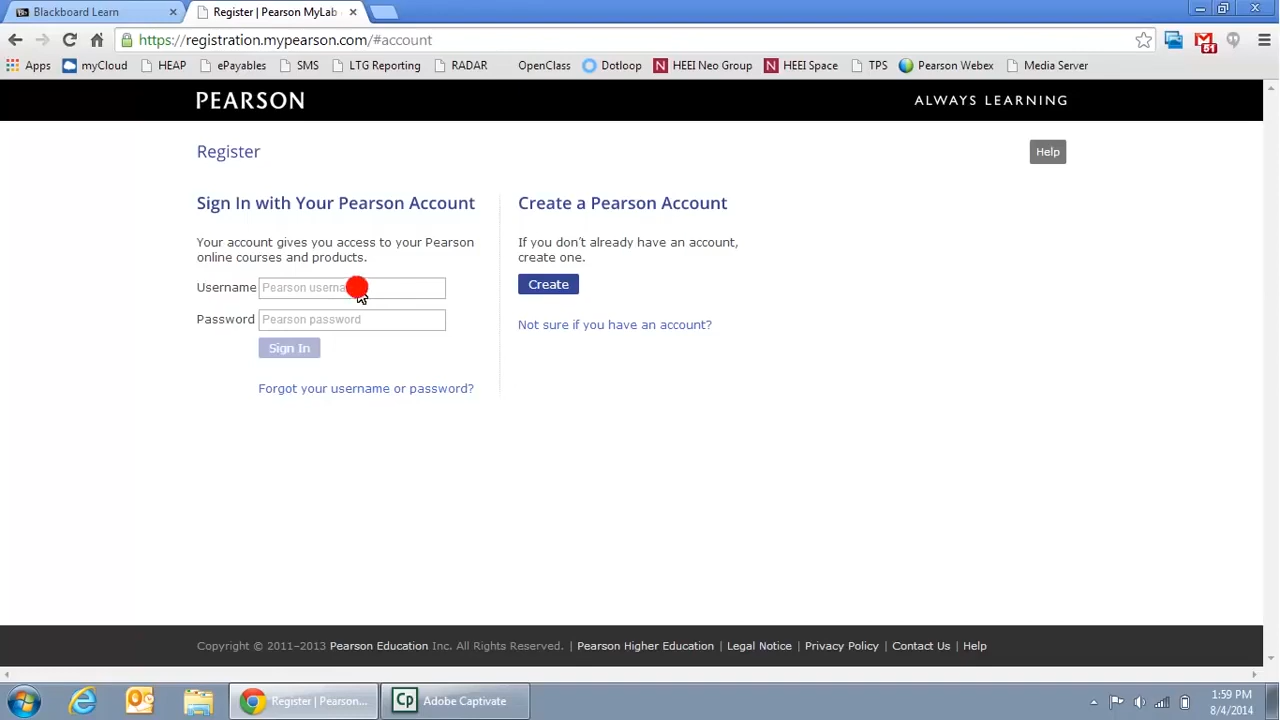 Blackboard Learn
Register | Pearson MyLab
https://registration.mypearson.com/#account
Apps myCloud HEAP ePayables SMS LTG Reporting RADAR OpenClass Dotloop HEEI Neo Group HEEI Space TPS Pearson Webex Media Server
51
PEARSON
ALWAYS LEARNING
Register
Help
Sign In with Your Pearson Account
Your account gives you access to your Pearson
online courses and products.
Username
Password Pearson password
Sign In
Forgot your username or password?
Create a Pearson Account
If you don't already have an account,
create one.
Create
Not sure if you have an account?
Copyright © 2011–2013 Pearson Education Inc. All Rights Reserved. | Pearson Higher Education | Legal Notice | Privacy Policy | Contact Us | Help
Register | Pearson...
Cp Adobe Captivate
1:59 PM
8/4/2014